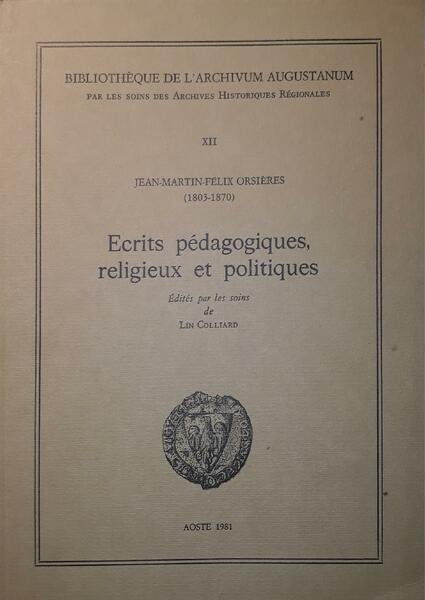 BIBLIOTHÈQUE DE L'ARCHIVUM AUGUSTANUM
PAR LES SOINS DES ARCHIVES HISTORIQUES RÉGIONALES
XII
JEAN-MARTIN-FÉLIX ORSIÈRES
(1803-1870)
Ecrits pédagogiques,
religieux et politiques
Édités par les soins
de
LIN COLLIARD
AOSTE 1981